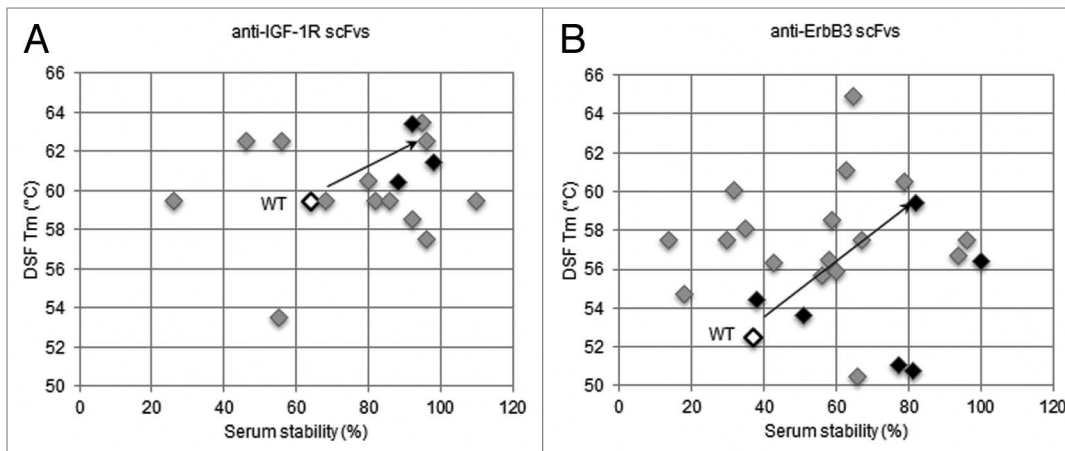 A
anti-IGF-1R scFvs
66
64
62
60
58
56
54
52
50
DSF Tm (°C)
WT
0 20 40 60 80 100 120
Serum stability (%)
B
anti-ErbB3 scFvs
66
64
62
60
58
56
54
52
50
DSF Tm (°C)
WT
0 20 40 60 80 100 120
Serum stability (%)